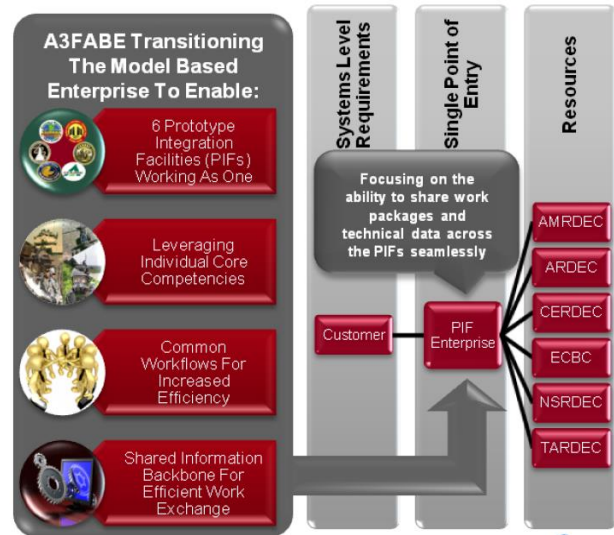 A3FABE Transitioning
The Model Based
Enterprise To Enable:
6 Prototype
Integration
Facilities (PIFs)
Working As One
Leveraging
Individual Core
Competencies
Common
Workflows For
Increased
Efficiency
Shared Information
Backbone For
Efficient Work
Exchange
Systems Level
Requirements
Single Point of
Entry
Resources
Focusing on the
ability to share work
packages and
technical data across
the PIFs seamlessly
Customer
PIF
Enterprise
AMRDEC
ARDEC
CERDEC
ECBC
NSRDEC
TARDEC